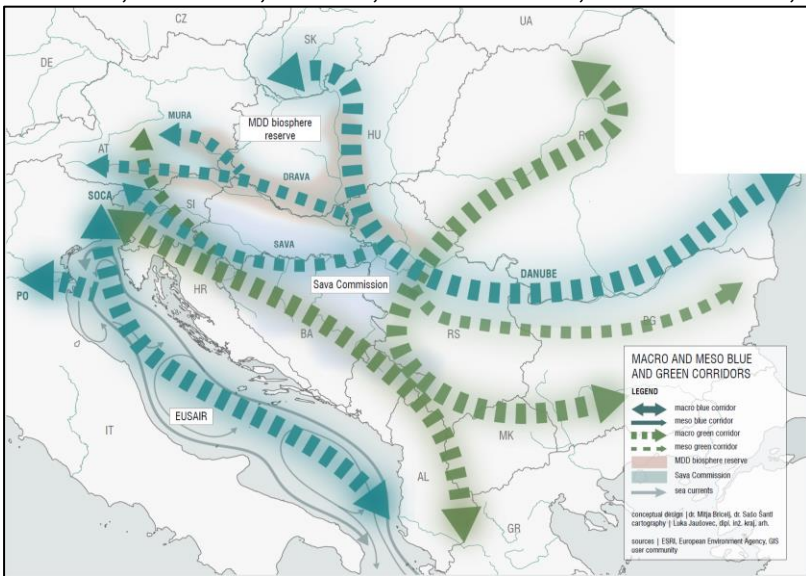 CZ
SK
UA
DE
MURA
MDD biosphere
reserve
HU
R
AT
DRAVA
SOCA
SI
SAVA
Sava Commission
DANUBE
PO
HR
BA
RS
BG
EUSAIR
IT
MK
AL
GR
MACRO AND MESO BLUE
AND GREEN CORRIDORS
LEGEND
macro blue corridor
meso blue corridor
macro green corridor
meso green corridor
MDD biosphere reserve
Sava Commission
sea currents
conceptual design | dr. Mitja Bricelj, dr. Sašo Šantl
cartography | Luka Jaušovec, dipl. inž. kraj. arh.
sources | ESRI, European Environment Agency, GIS
user community